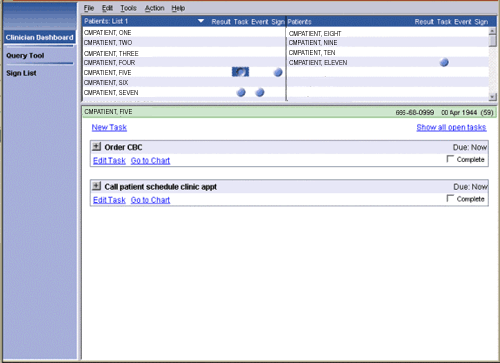 File Edit Tools Action Help
Clinician Dashboard
Query Tool
Sign List
Patients: List 1 Result Task Event Sign
CMPATIENT, ONE
CMPATIENT, TWO
CMPATIENT, THREE
CMPATIENT, FOUR
CMPATIENT, FIVE
CMPATIENT, SIX
CMPATIENT, SEVEN
Patients Result Task Event Sign
CMPATIENT, EIGHT
CMPATIENT, NINE
CMPATIENT, TEN
CMPATIENT, ELEVEN
CMPATIENT, FIVE 666-68-0999 00 Apr 1944 (59)
New Task Show all open tasks
Order CBC Due: Now
Edit Task Go to Chart Complete
Call patient schedule clinic appt Due: Now
Edit Task Go to Chart Complete